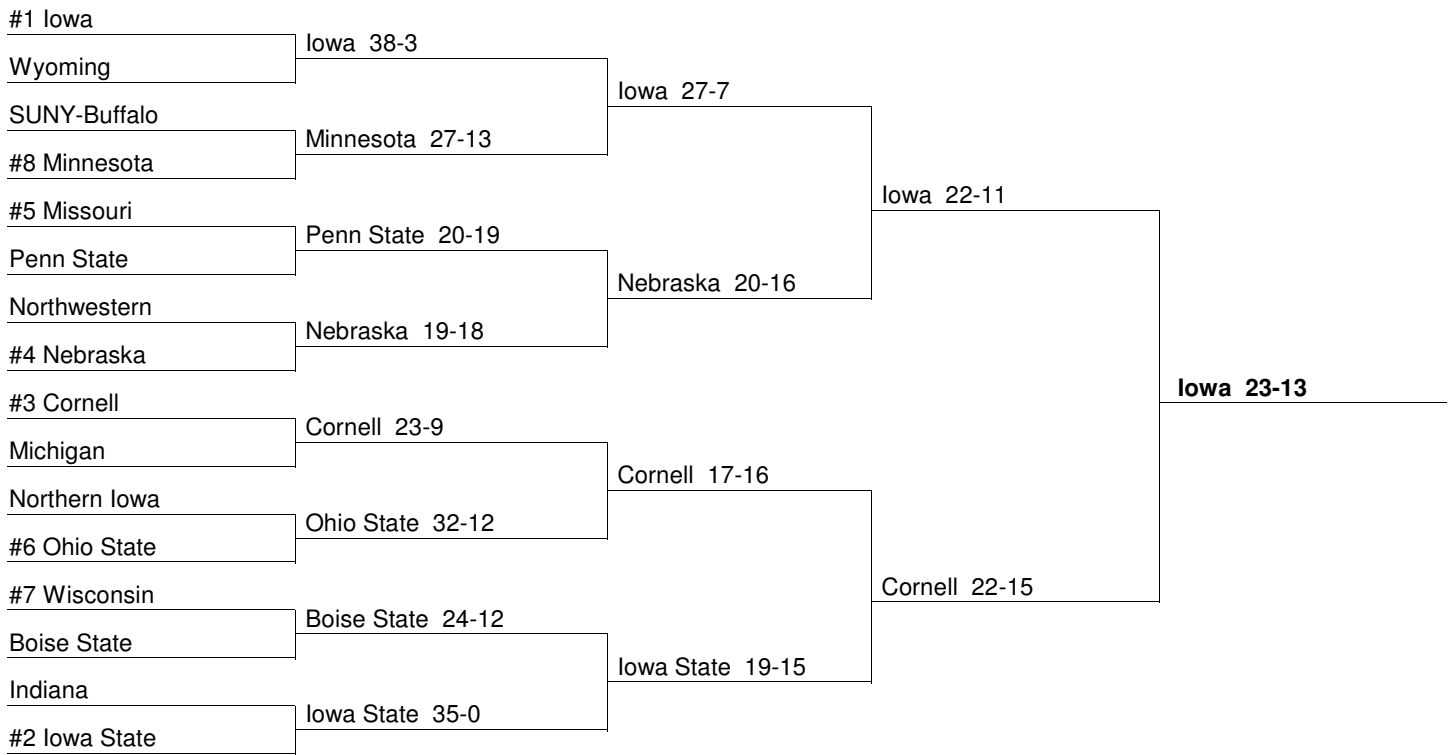 #1 Iowa
Iowa 38-3
Wyoming
Iowa 27-7
SUNY-Buffalo
Minnesota 27-13
#8 Minnesota
Iowa 22-11
#5 Missouri
Penn State 20-19
Penn State
Nebraska 20-16
Northwestern
Nebraska 19-18
#4 Nebraska
Iowa 23-13
#3 Cornell
Cornell 23-9
Michigan
Cornell 17-16
Northern Iowa
Ohio State 32-12
#6 Ohio State
Cornell 22-15
#7 Wisconsin
Boise State 24-12
Boise State
Iowa State 19-15
Indiana
Iowa State 35-0
#2 Iowa State